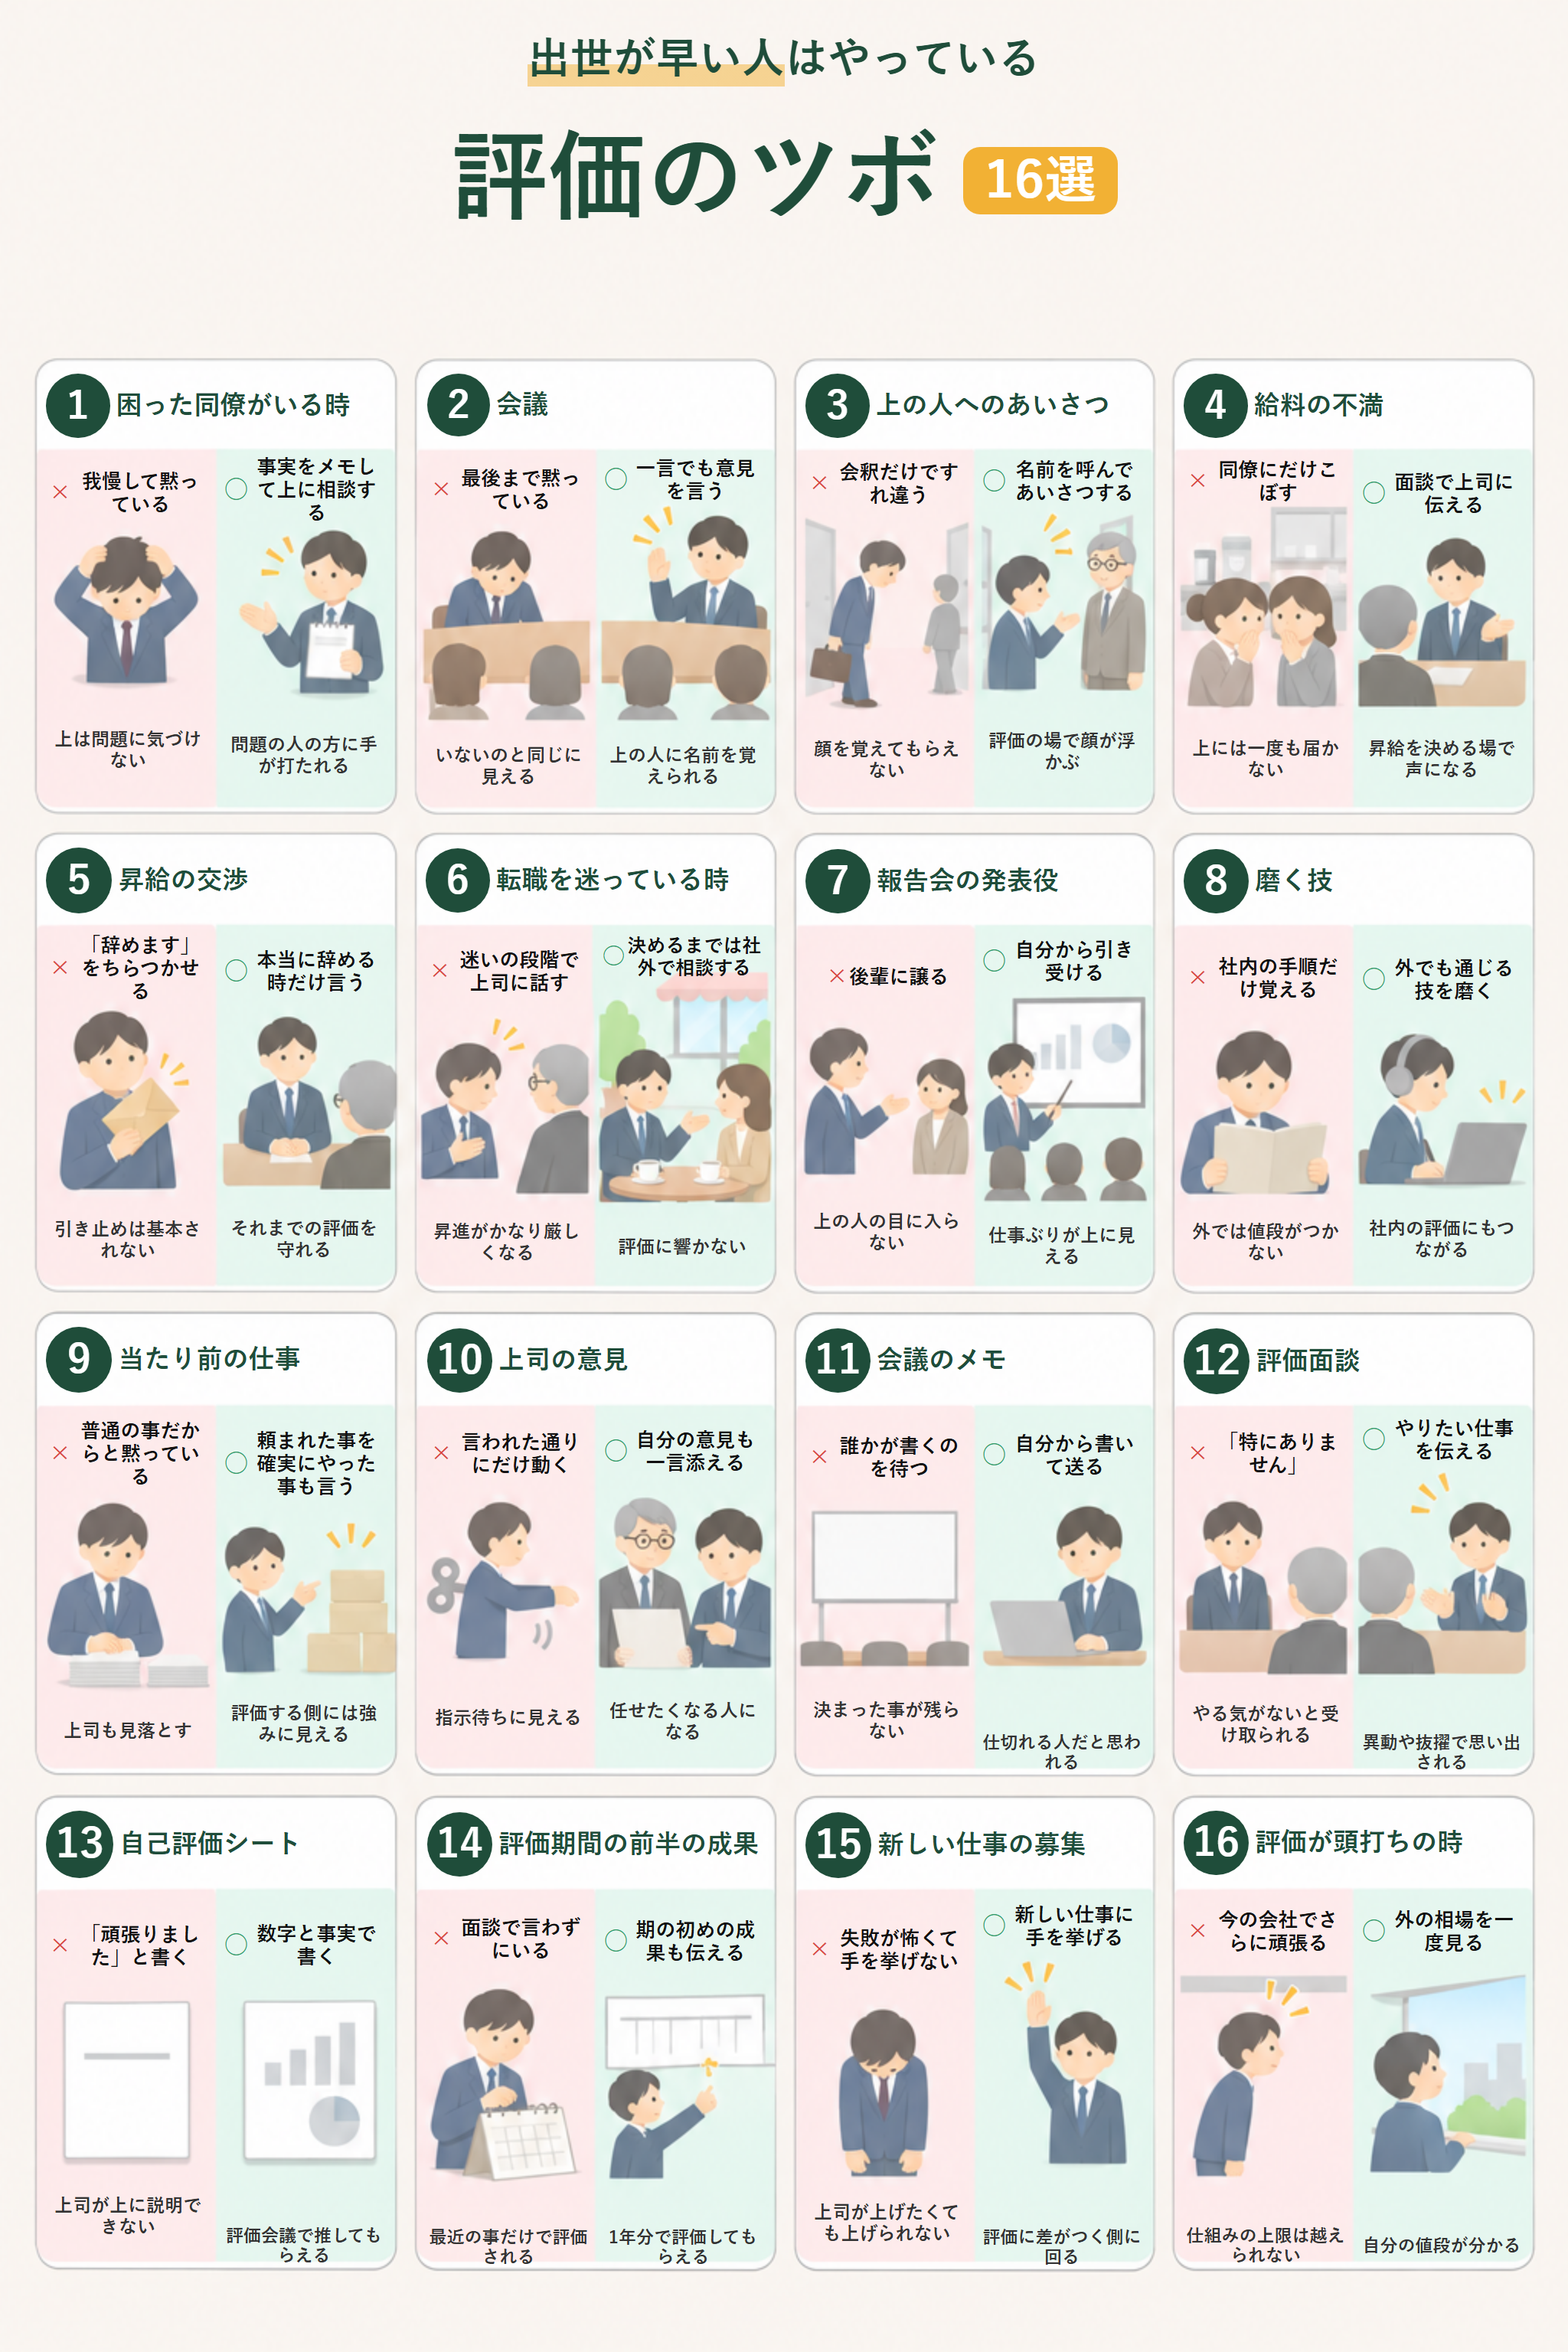 出世が早い人はやっている
評価のツボ 16選
1 困った同僚がいる時
× 我慢して黙っ
ている
○ 事実をメモし
て上に相談す
る
上は問題に気づけ
ない
問題の人の方に手
が打たれる
2 会議
× 最後まで黙っ
ている
○ 一言でも意見
を言う
いないのと同じに
見える
上の人に名前を覚
えられる
3 上の人へのあいさつ
× 会釈だけです
れ違う
○ 名前を呼んで
あいさつする
顔を覚えてもらえ
ない
評価の場で顔が浮
かぶ
4 給料の不満
× 同僚にだけこ
ぼす
○ 面談で上司に
伝える
上には一度も届か
ない
昇給を決める場で
声になる
5 昇給の交渉
× 「辞めます」
をちらつかせ
る
○ 本当に辞める
時だけ言う
引き止めは基本さ
れない
それまでの評価を
守れる
6 転職を迷っている時
× 迷いの段階で
上司に話す
○ 決めるまでは社
外で相談する
昇進がかなり厳し
くなる
評価に響かない
7 報告会の発表役
× 後輩に譲る
○ 自分から引き
受ける
上の人の目に入ら
ない
仕事ぶりが上に見
える
8 磨く技
× 社内の手順だ
け覚える
○ 外でも通じる
技を磨く
外では値段がつか
ない
社内の評価にもつ
ながる
9 当たり前の仕事
× 普通の事だか
らと黙ってい
る
○ 頼まれた事を
確実にやった
事も言う
上司も見落とす
評価する側には強
みに見える
10 上司の意見
× 言われた通り
にだけ動く
○ 自分の意見も
一言添える
指示待ちに見える
任せたくなる人に
なる
11 会議のメモ
× 誰かが書くの
を待つ
○ 自分から書い
て送る
決まった事が残ら
ない
仕切れる人だと思わ
れる
12 評価面談
× 「特にありま
せん」
○ やりたい仕事
を伝える
やる気がないと受
け取られる
異動や抜擢で思い出
される
13 自己評価シート
× 「頑張りまし
た」と書く
○ 数字と事実で
書く
上司が上に説明で
きない
評価会議で推しても
らえる
14 評価期間の前半の成果
× 面談で言わず
にいる
○ 期の初めの成
果も伝える
最近の事だけで評価
される
1年分で評価しても
らえる
15 新しい仕事の募集
× 失敗が怖くて
手を挙げない
○ 新しい仕事に
手を挙げる
上司が上げたくて
も上げられない
評価に差がつく側に
回る
16 評価が頭打ちの時
× 今の会社でさ
らに頑張る
○ 外の相場を一
度見る
仕組みの上限は越え
られない
自分の値段が分かる